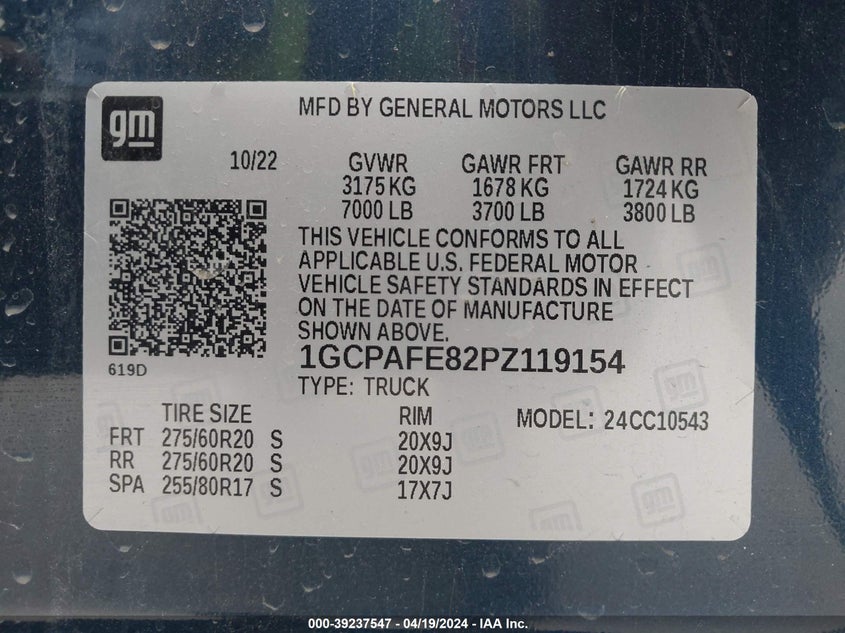 gm
MFD BY GENERAL MOTORS LLC
10/22 GVWR GAWR FRT GAWR RR
3175 KG 1678 KG 1724 KG
7000 LB 3700 LB 3800 LB
THIS VEHICLE CONFORMS TO ALL
APPLICABLE U.S. FEDERAL MOTOR
VEHICLE SAFETY STANDARDS IN EFFECT
ON THE DATE OF MANUFACTURE
SHOWN ABOVE.
619D
1GCPAFE82PZ119154
TYPE: TRUCK
TIRE SIZE RIM MODEL: 24CC10543
FRT 275/60R20 S 20X9J
RR 275/60R20 S 20X9J
SPA 255/80R17 S 17X7J
000-39237547 - 04/19/2024 - IAA Inc.